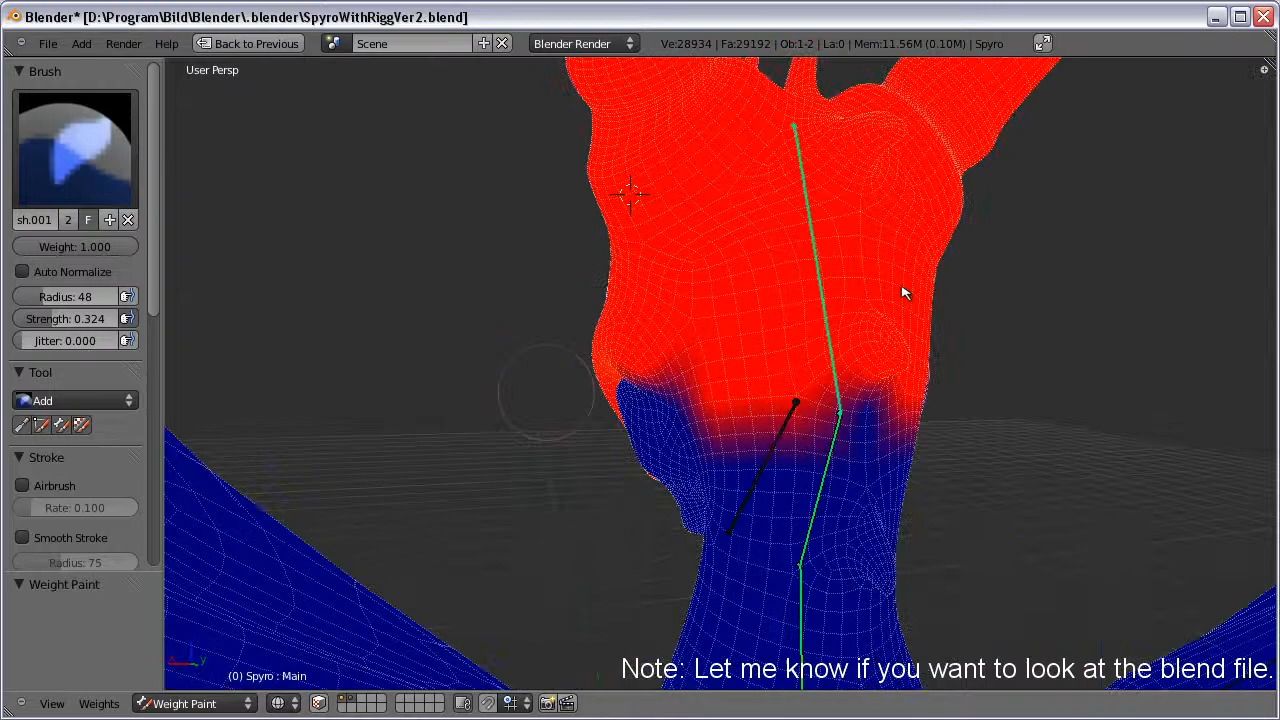 Blender* [D:\Program\Bild\Blender\.blender\SpyroWithRiggVer2.blend]
File Add Render Help Back to Previous Scene Blender Render Ve:28934 | Fa:29192 | Ob:1-2 | La:0 | Mem:11.56M (0.10M) | Spyro
Brush
User Persp
sh.001 2 F
Weight: 1.000
Auto Normalize
Radius: 48
Strength: 0.324
Jitter: 0.000
Tool
Add
Stroke
Airbrush
Rate: 0.100
Smooth Stroke
Radius: 75
Weight Paint
x y
(0) Spyro : Main
Note. Let me know if you want to look at the blend file.
View Weights Weight Paint